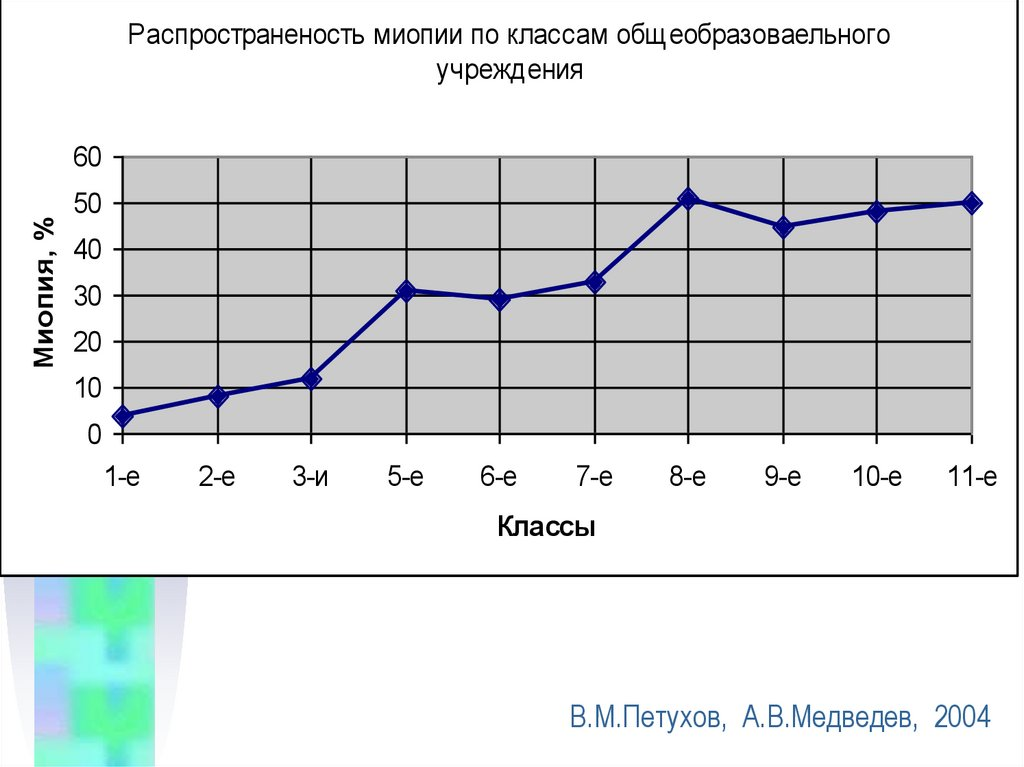 Распространеность миопии по классам общеобразоваельного
учреждения
60
50
40
30
20
10
0
Миопия, %
1-е 2-е 3-и 5-е 6-е 7-е 8-е 9-е 10-е 11-е
Классы
В.М.Петухов, А.В.Медведев, 2004